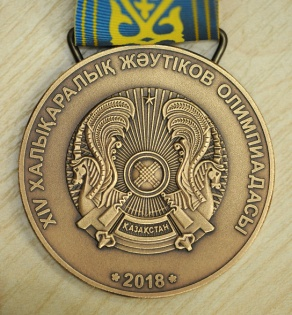 XIV ХАЛЫҚАРАЛЫҚ ЖӘУТІКОВ ОЛИМПИАДАСЫ
ҚАЗАҚСТАН
2018